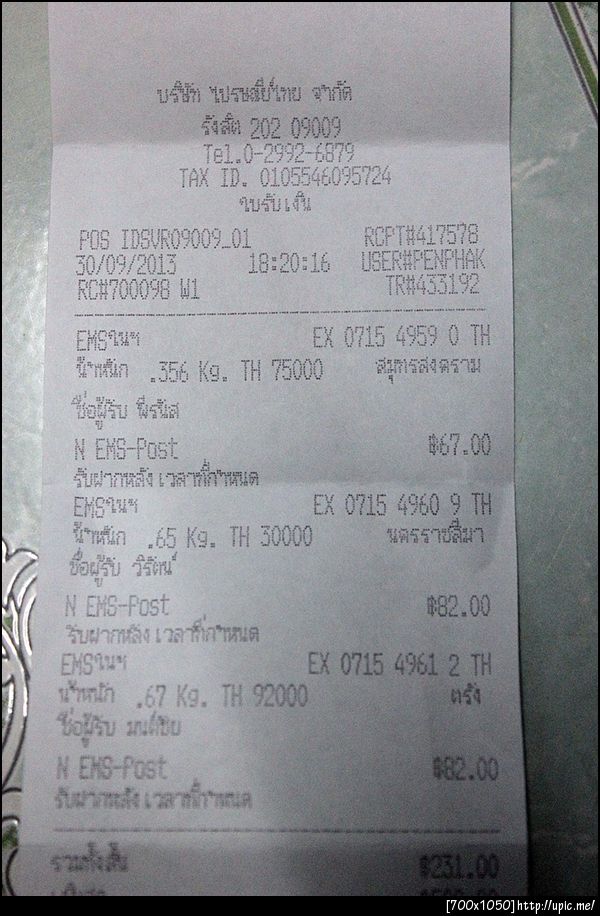 บริษัท ไปรษณีย์ไทย จำกัด
รังสิต 202 09009
Tel.0-2992-6879
TAX ID. 0105546095724
ใบรับเงิน
POS IDSVR09009_01 RCPT#417578
30/09/2013 18:20:16 USER#PENPHAK
RC#700098 W1 TR#433192
EMSในฯ EX 0715 4959 0 TH
น้ำหนัก .356 Kg. TH 75000 สมุทรสงคราม
ชื่อผู้รับ พีรนัส
N EMS-Post ฿67.00
รับฝากหลัง เวลาที่กำหนด
EMSในฯ EX 0715 4960 9 TH
น้ำหนัก .65 Kg. TH 30000 นครราชสีมา
ชื่อผู้รับ วิรัตน์
N EMS-Post ฿82.00
รับฝากหลัง เวลาที่กำหนด
EMSในฯ EX 0715 4961 2 TH
น้ำหนัก .67 Kg. TH 92000 ตรัง
ชื่อผู้รับ มนต์ชัย
N EMS-Post ฿82.00
รับฝากหลัง เวลาที่กำหนด
รวมทั้งสิ้น ฿231.00
[700x1050]http://upic.me/